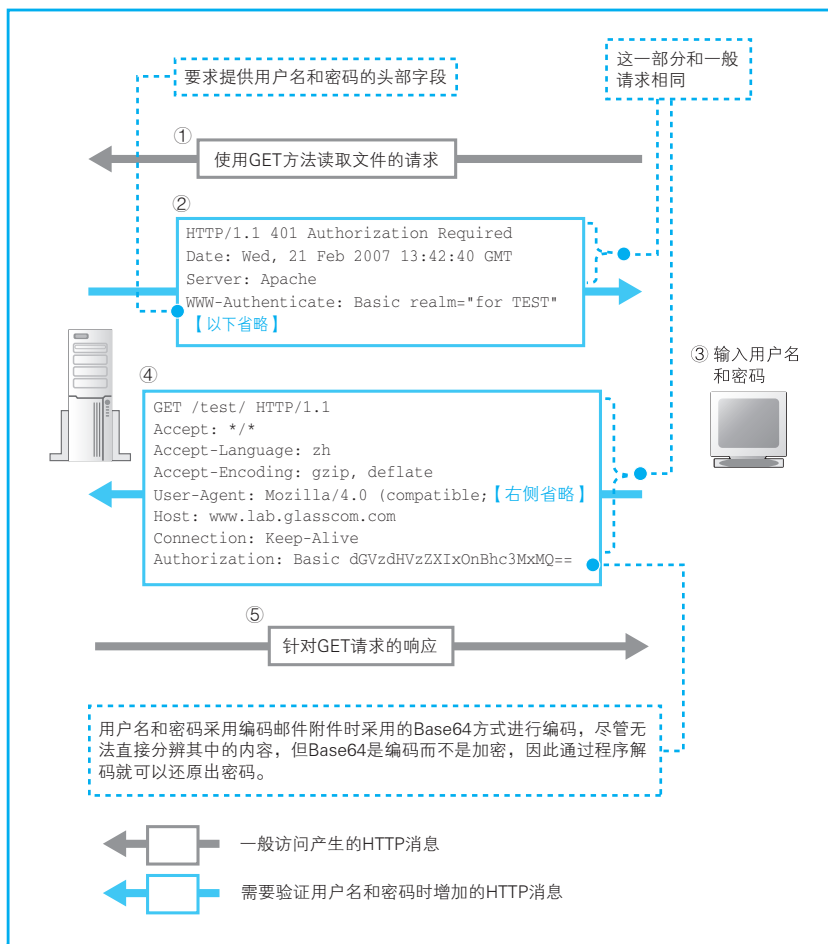 要求提供用户名和密码的头部字段
这一部分和一般
请求相同
①
使用GET方法读取文件的请求
②
HTTP/1.1 401 Authorization Required
Date: Wed, 21 Feb 2007 13:42:40 GMT
Server: Apache
WWW-Authenticate: Basic realm="for TEST"
【以下省略】
③ 输入用户名
和密码
④
GET /test/ HTTP/1.1
Accept: */*
Accept-Language: zh
Accept-Encoding: gzip, deflate
User-Agent: Mozilla/4.0 (compatible;【右侧省略】
Host: www.lab.glasscom.com
Connection: Keep-Alive
Authorization: Basic dGVzdHVzZXIxOnBhc3MxMQ==
⑤
针对GET请求的响应
用户名和密码采用编码邮件附件时采用的Base64方式进行编码，尽管无
法直接分辨其中的内容，但Base64是编码而不是加密，因此通过程序解
码就可以还原出密码。
一般访问产生的HTTP消息
需要验证用户名和密码时增加的HTTP消息